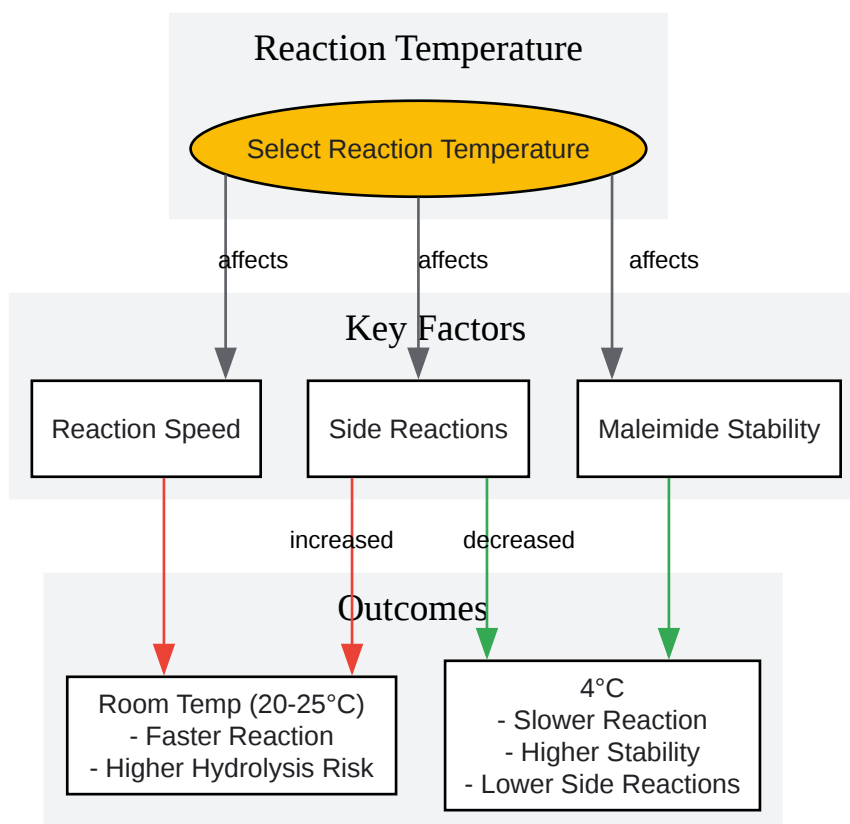 Reaction Temperature
Select Reaction Temperature
affects
affects
affects
Key Factors
Reaction Speed
Side Reactions
Maleimide Stability
increased
decreased
Outcomes
Room Temp (20-25°C)
- Faster Reaction
- Higher Hydrolysis Risk
4°C
- Slower Reaction
- Higher Stability
- Lower Side Reactions